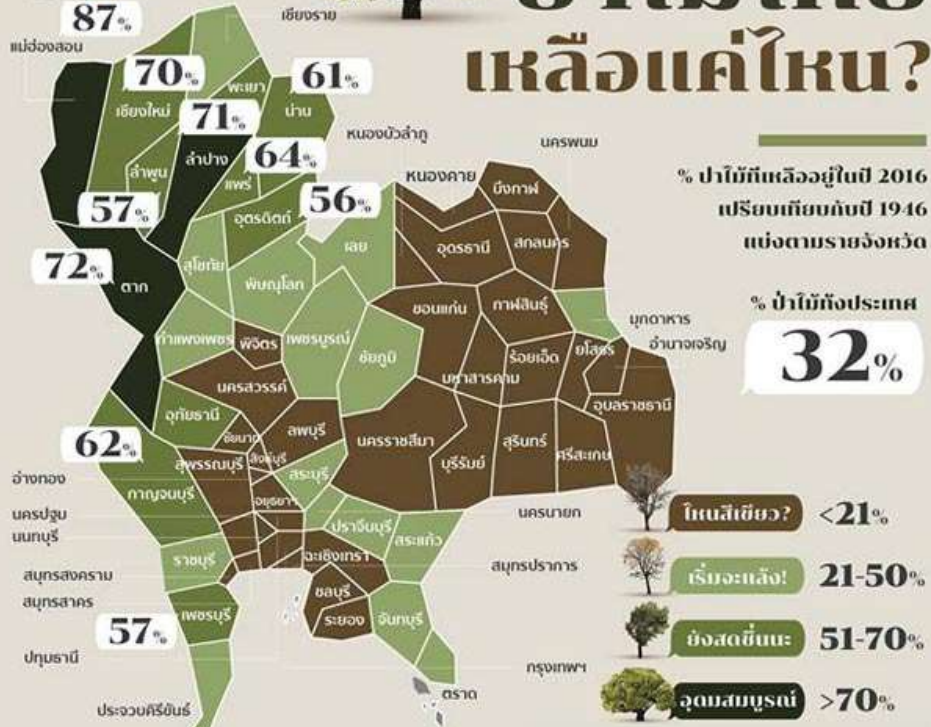 เหลือแค่ไหน?
% ป่าไม้ที่เหลืออยู่ในปี 2016
เปรียบเทียบกับปี 1946
แบ่งตามรายจังหวัด
% ป่าไม้ทั้งประเทศ
32%
87%
แม่ฮ่องสอน
เชียงราย
70%
เชียงใหม่
พะเยา
61%
น่าน
71%
ลำปาง
ลำพูน
64%
แพร่
57%
อุตรดิตถ์
56%
เลย
หนองบัวลำภู
หนองคาย
นครพนม
บึงกาฬ
อุดรธานี
สกลนคร
72%
ตาก
สุโขทัย
พิษณุโลก
ขอนแก่น
กาฬสินธุ์
มุกดาหาร
อำนาจเจริญ
กำแพงเพชร
พิจิตร
เพชรบูรณ์
ชัยภูมิ
ร้อยเอ็ด
ยโสธร
มหาสารคาม
นครสวรรค์
อุบลราชธานี
อุทัยธานี
ชัยนาท
ลพบุรี
นครราชสีมา
บุรีรัมย์
สุรินทร์
ศรีสะเกษ
62%
สุพรรณบุรี
สิงห์บุรี
สระบุรี
อ่างทอง
กาญจนบุรี
อยุธยา
นครปฐม
นนทบุรี
นครนายก
ปราจีนบุรี
สระแก้ว
ราชบุรี
ฉะเชิงเทรา
สมุทรปราการ
สมุทรสงคราม
สมุทรสาคร
เพชรบุรี
ชลบุรี
ระยอง
จันทบุรี
57%
ปทุมธานี
กรุงเทพฯ
ตราด
ประจวบคีรีขันธ์
ไหนสีเขียว? <21%
เริ่มจะแล้ง! 21-50%
ยังสดชื่นนะ 51-70%
อุดมสมบูรณ์ >70%